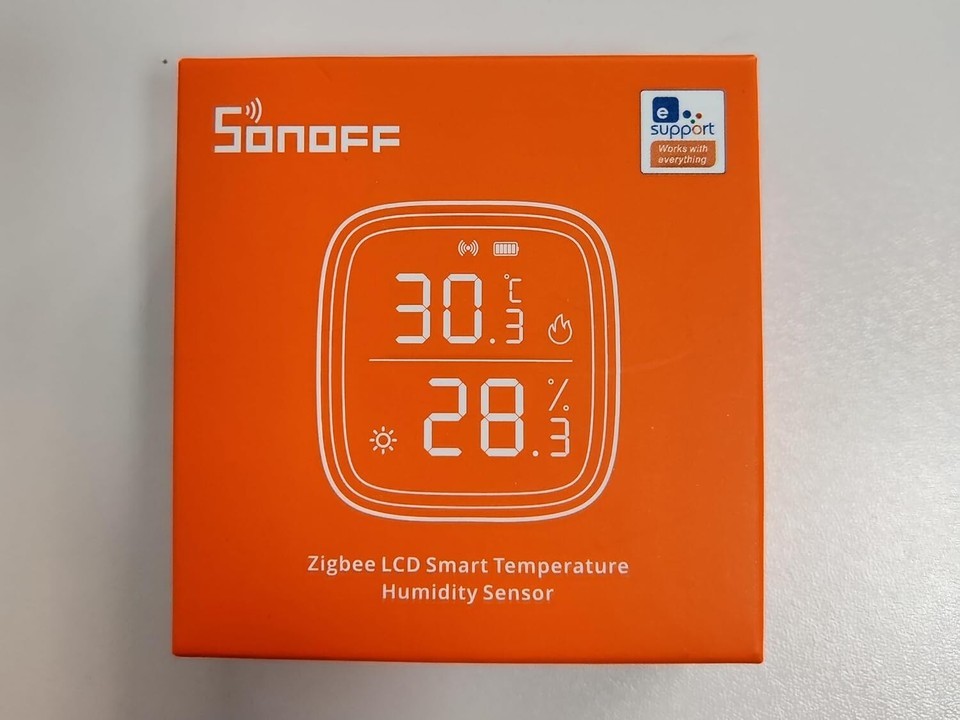 SONOFF
e
support
Works with
everything
30.3 °C
28.3 %
Zigbee LCD Smart Temperature
Humidity Sensor